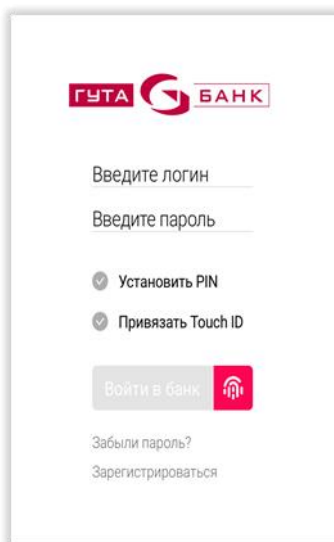 ГУТА БАНК
Введите логин
Введите пароль
Установить PIN
Привязать Touch ID
Войти в банк
Забыли пароль?
Зарегистрироваться